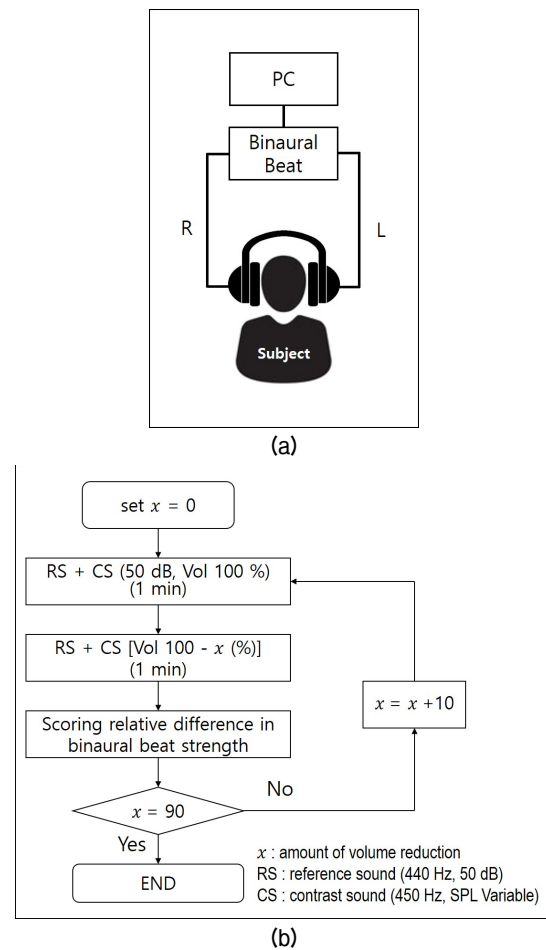 PC
Binaural
Beat
R
L
Subject
(a)
set x = 0
RS + CS (50 dB, Vol 100 %)
(1 min)
RS + CS [Vol 100 - x (%)]
(1 min)
x = x +10
Scoring relative difference in
binaural beat strength
No
x = 90
Yes
END
x : amount of volume reduction
RS : reference sound (440 Hz, 50 dB)
CS : contrast sound (450 Hz, SPL Variable)
(b)